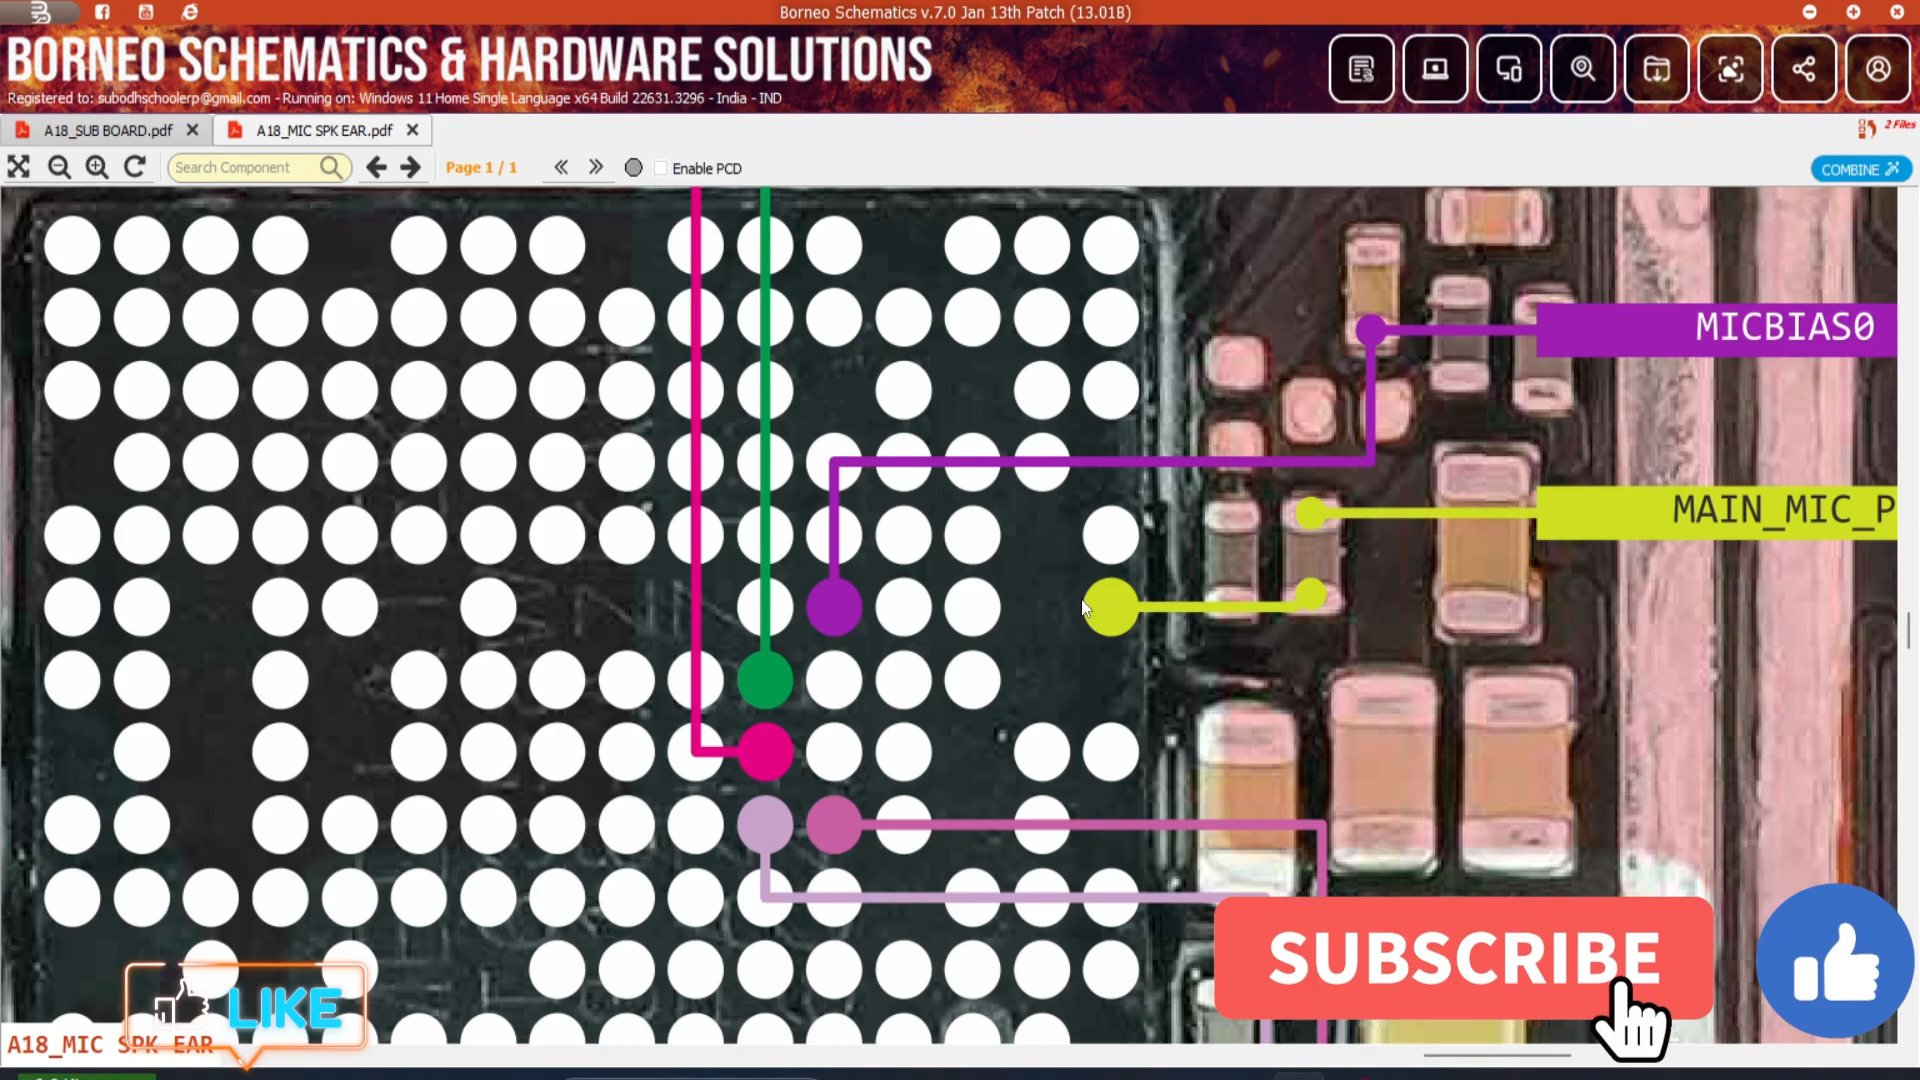 Borneo Schematics v.7.0 Jan 13th Patch (13.01B)
BORNEO SCHEMATICS & HARDWARE SOLUTIONS
Registered to: subodhschoolerp@gmail.com - Running on: Windows 11 Home Single Language x64 Build 22631.3296 - India - IND
A18_SUB BOARD.pdf
A18_MIC SPK EAR.pdf
2 Files
Search Component
Page 1 / 1
Enable PCD
COMBINE
MICBIAS0
MAIN_MIC_P
SUBSCRIBE
LIKE
A18_MIC SPK EAR